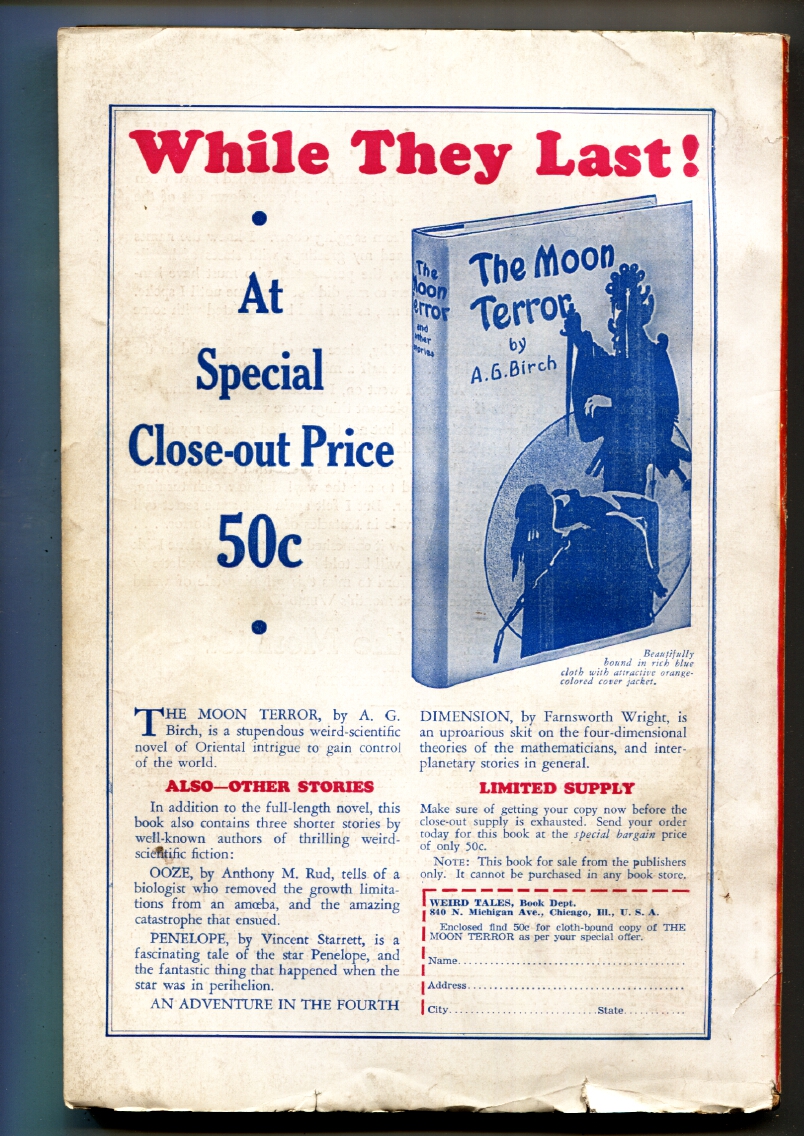 While They Last!
At
Special
Close-out Price
50c
The
Moon
Terror
and
other
stories
The Moon
Terror
by
A.G.Birch
Beautifully
bound in rich blue
cloth with attractive orange-
colored cover jacket.
THE MOON TERROR, by A. G.
Birch, is a stupendous weird-scientific
novel of Oriental intrigue to gain control
of the world.
ALSO—OTHER STORIES
In addition to the full-length novel, this
book also contains three shorter stories by
well-known authors of thrilling weird-
scientific fiction:
OOZE, by Anthony M. Rud, tells of a
biologist who removed the growth limita-
tions from an amœba, and the amazing
catastrophe that ensued.
PENELOPE, by Vincent Starrett, is a
fascinating tale of the star Penelope, and
the fantastic thing that happened when the
star was in perihelion.
AN ADVENTURE IN THE FOURTH
DIMENSION, by Farnsworth Wright, is
an uproarious skit on the four-dimensional
theories of the mathematicians, and inter-
planetary stories in general.
LIMITED SUPPLY
Make sure of getting your copy now before the
close-out supply is exhausted. Send your order
today for this book at the special bargain price
of only 50c.
NOTE: This book for sale from the publishers
only. It cannot be purchased in any book store.
WEIRD TALES, Book Dept.
840 N. Michigan Ave., Chicago, Ill., U. S. A.
Enclosed find 50c for cloth-bound copy of THE
MOON TERROR as per your special offer.
Name
Address
City State